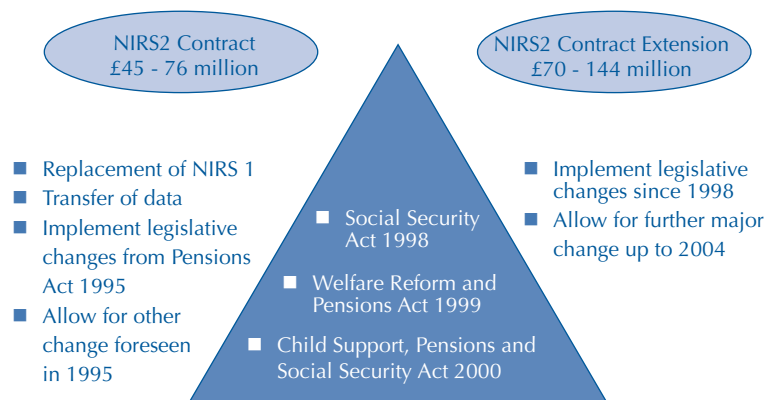 NIRS2 Contract
£45 - 76 million
NIRS2 Contract Extension
£70 - 144 million
■ Replacement of NIRS 1
■ Transfer of data
■ Implement legislative
changes from Pensions
Act 1995
■ Allow for other
change foreseen
in 1995
■ Social Security
Act 1998
■ Welfare Reform and
Pensions Act 1999
■ Child Support, Pensions and
Social Security Act 2000
■ Implement legislative
changes since 1998
■ Allow for further major
change up to 2004